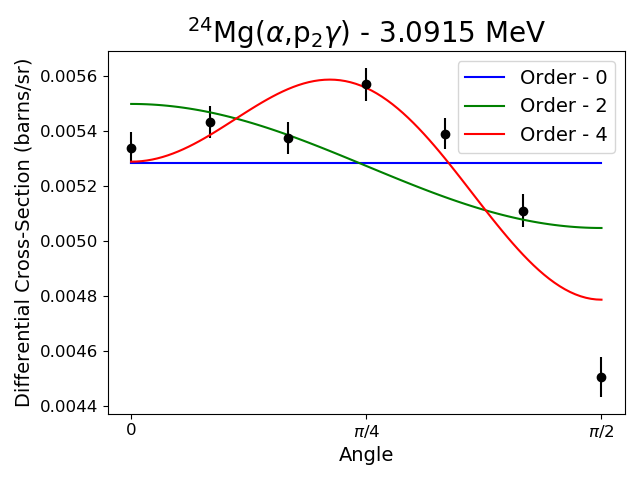 ²⁴Mg(α,p₂γ) - 3.0915 MeV
Differential Cross-Section (barns/sr)
0.0056
0.0054
0.0052
0.0050
0.0048
0.0046
0.0044
Order - 0
Order - 2
Order - 4
0 π/4 π/2
Angle